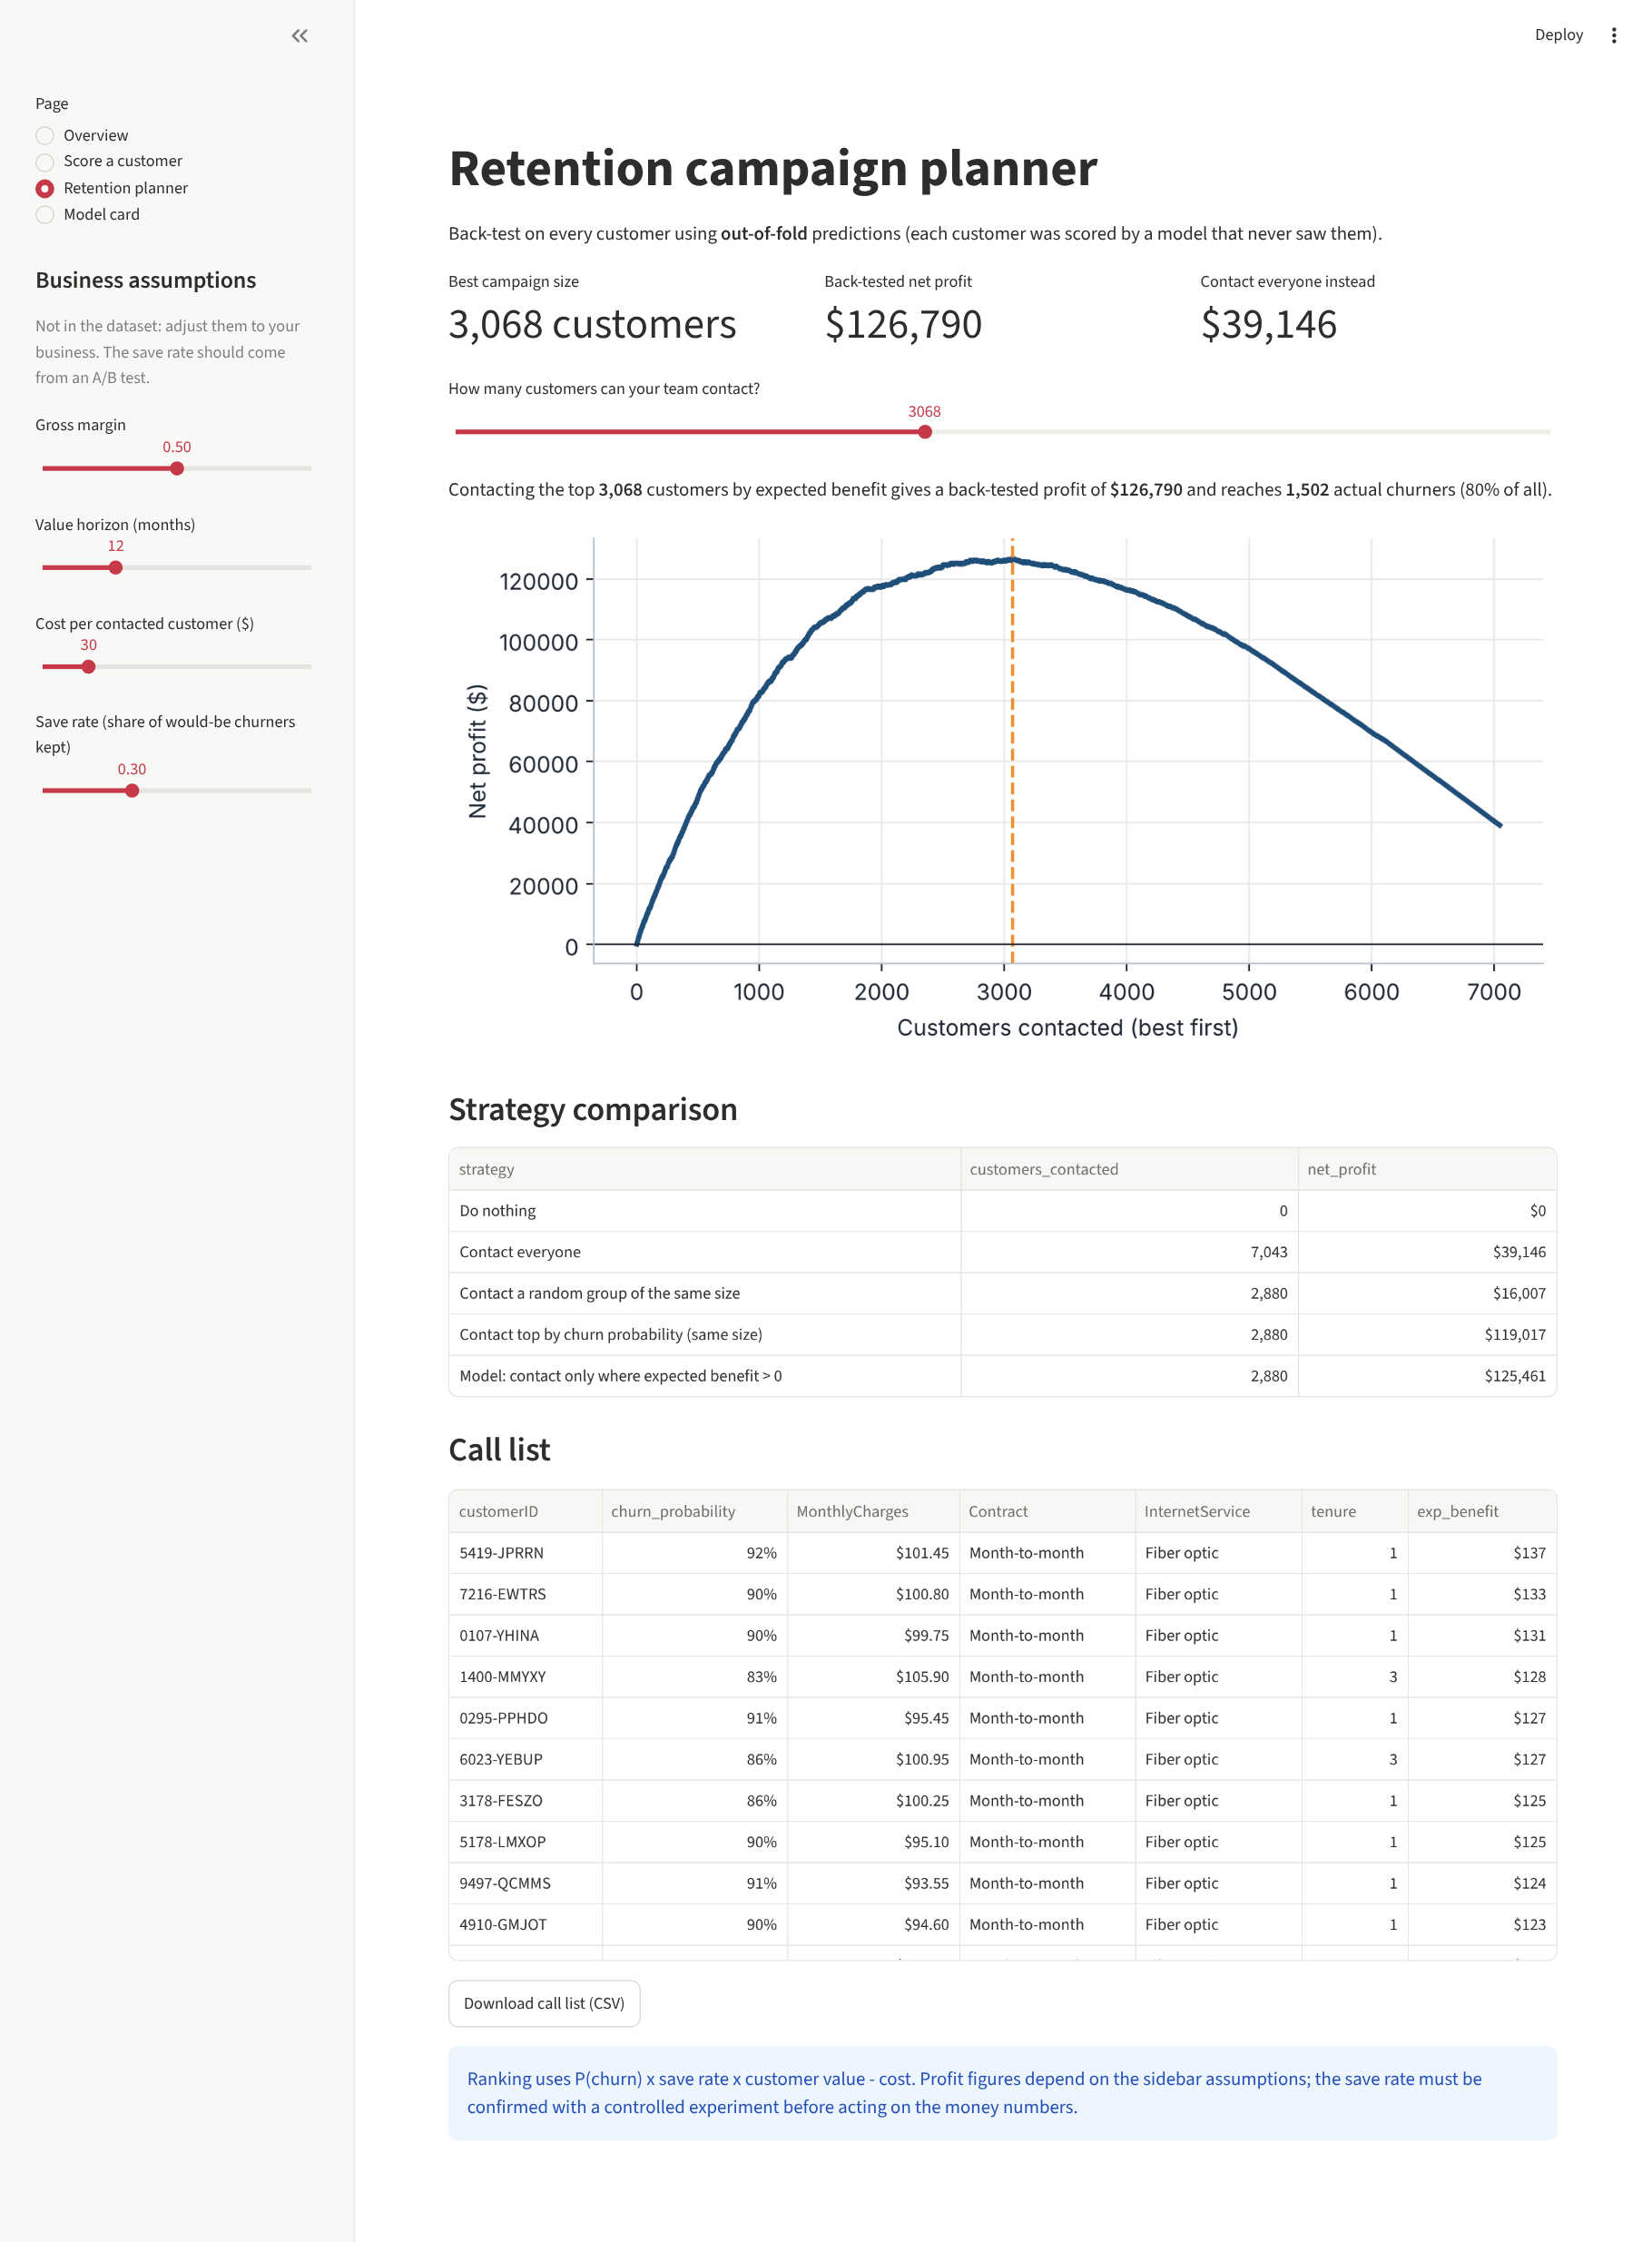 Deploy
Page
Overview
Score a customer
Retention planner
Model card
Business assumptions
Not in the dataset: adjust them to your
business. The save rate should come
from an A/B test.
Gross margin
0.50
Value horizon (months)
12
Cost per contacted customer ($)
30
Save rate (share of would-be churners
kept)
0.30
Retention campaign planner
Back-test on every customer using out-of-fold predictions (each customer was scored by a model that never saw them).
Best campaign size Back-tested net profit Contact everyone instead
3,068 customers $126,790 $39,146
How many customers can your team contact?
3068
Contacting the top 3,068 customers by expected benefit gives a back-tested profit of $126,790 and reaches 1,502 actual churners (80% of all).
Net profit ($)
120000
100000
80000
60000
40000
20000
0
0 1000 2000 3000 4000 5000 6000 7000
Customers contacted (best first)
Strategy comparison
strategy customers_contacted net_profit
Do nothing 0 $0
Contact everyone 7,043 $39,146
Contact a random group of the same size 2,880 $16,007
Contact top by churn probability (same size) 2,880 $119,017
Model: contact only where expected benefit > 0 2,880 $125,461
Call list
customerID churn_probability MonthlyCharges Contract InternetService tenure exp_benefit
5419-JPRRN 92% $101.45 Month-to-month Fiber optic 1 $137
7216-EWTRS 90% $100.80 Month-to-month Fiber optic 1 $133
0107-YHINA 90% $99.75 Month-to-month Fiber optic 1 $131
1400-MMYXY 83% $105.90 Month-to-month Fiber optic 3 $128
0295-PPHDO 91% $95.45 Month-to-month Fiber optic 1 $127
6023-YEBUP 86% $100.95 Month-to-month Fiber optic 3 $127
3178-FESZO 86% $100.25 Month-to-month Fiber optic 1 $125
5178-LMXOP 90% $95.10 Month-to-month Fiber optic 1 $125
9497-QCMMS 91% $93.55 Month-to-month Fiber optic 1 $124
4910-GMJOT 90% $94.60 Month-to-month Fiber optic 1 $123
Download call list (CSV)
Ranking uses P(churn) x save rate x customer value - cost. Profit figures depend on the sidebar assumptions; the save rate must be
confirmed with a controlled experiment before acting on the money numbers.